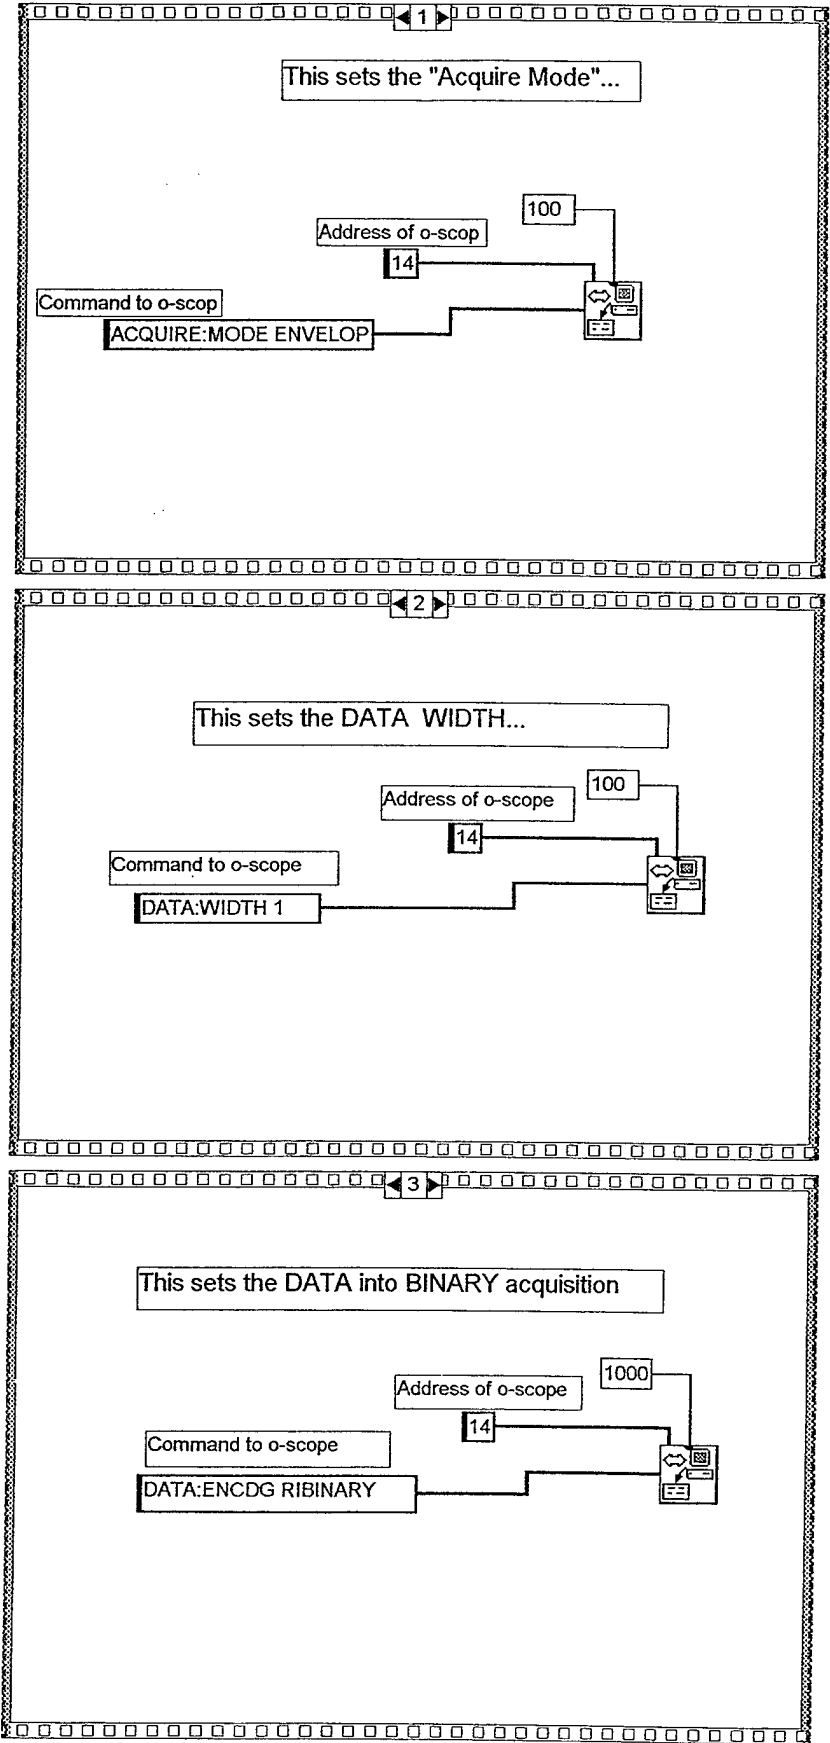 1
This sets the "Acquire Mode"...
100
Address of o-scop
14
Command to o-scop
ACQUIRE:MODE ENVELOP
2
This sets the DATA WIDTH...
100
Address of o-scope
14
Command to o-scope
DATA:WIDTH 1
3
This sets the DATA into BINARY acquisition
1000
Address of o-scope
14
Command to o-scope
DATA:ENCDG RIBINARY